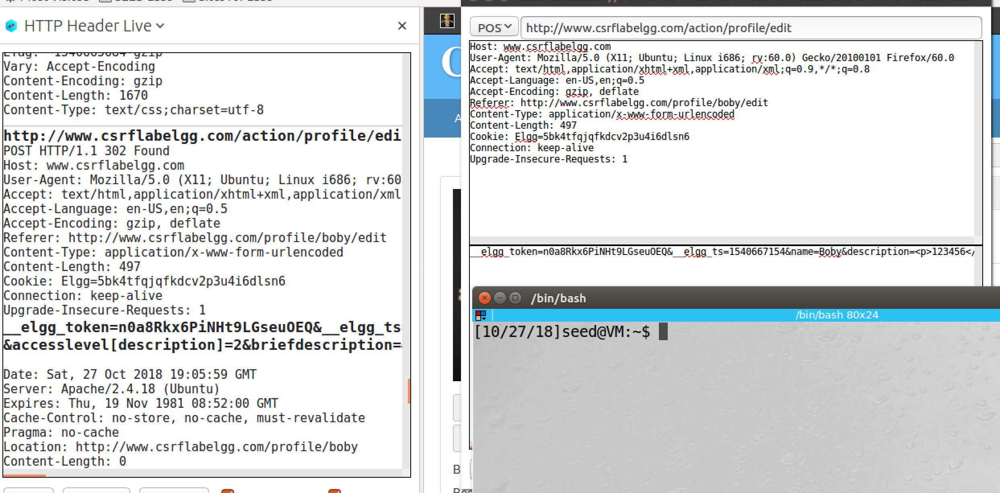 HTTP Header Live
Vary: Accept-Encoding
Content-Encoding: gzip
Content-Length: 1670
Content-Type: text/css;charset=utf-8
http://www.csrflabelgg.com/action/profile/edi
POST HTTP/1.1 302 Found
Host: www.csrflabelgg.com
User-Agent: Mozilla/5.0 (X11; Ubuntu; Linux i686; rv:60
Accept: text/html,application/xhtml+xml,application/xml
Accept-Language: en-US,en;q=0.5
Accept-Encoding: gzip, deflate
Referer: http://www.csrflabelgg.com/profile/boby/edit
Content-Type: application/x-www-form-urlencoded
Content-Length: 497
Cookie: Elgg=5bk4tfqjqfkdcv2p3u4i6dlsn6
Connection: keep-alive
Upgrade-Insecure-Requests: 1
__elgg_token=n0a8Rkx6PiNHt9LGseuOEQ&__elgg_ts
&accesslevel[description]=2&briefdescription=
Date: Sat, 27 Oct 2018 19:05:59 GMT
Server: Apache/2.4.18 (Ubuntu)
Expires: Thu, 19 Nov 1981 08:52:00 GMT
Cache-Control: no-store, no-cache, must-revalidate
Pragma: no-cache
Location: http://www.csrflabelgg.com/profile/boby
Content-Length: 0
POS http://www.csrflabelgg.com/action/profile/edit
Host: www.csrflabelgg.com
User-Agent: Mozilla/5.0 (X11; Ubuntu; Linux i686; rv:60.0) Gecko/20100101 Firefox/60.0
Accept: text/html,application/xhtml+xml,application/xml;q=0.9,*/*;q=0.8
Accept-Language: en-US,en;q=0.5
Accept-Encoding: gzip, deflate
Referer: http://www.csrflabelgg.com/profile/boby/edit
Content-Type: application/x-www-form-urlencoded
Content-Length: 497
Cookie: Elgg=5bk4tfqjqfkdcv2p3u4i6dlsn6
Connection: keep-alive
Upgrade-Insecure-Requests: 1
__elgg_token=n0a8Rkx6PiNHt9LGseuOEQ&__elgg_ts=1540667154&name=Boby&description=<p>123456</
/bin/bash
/bin/bash 80x24
[10/27/18]seed@VM:~$